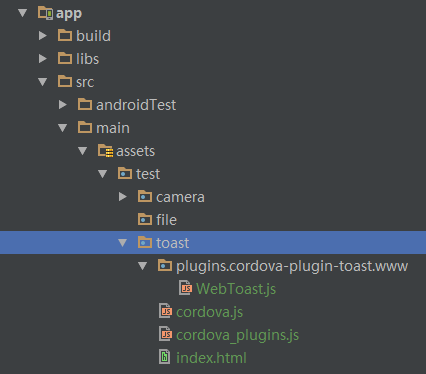 app
build
libs
src
androidTest
main
assets
test
camera
file
toast
plugins.cordova-plugin-toast.www
WebToast.js
cordova.js
cordova_plugins.js
index.html